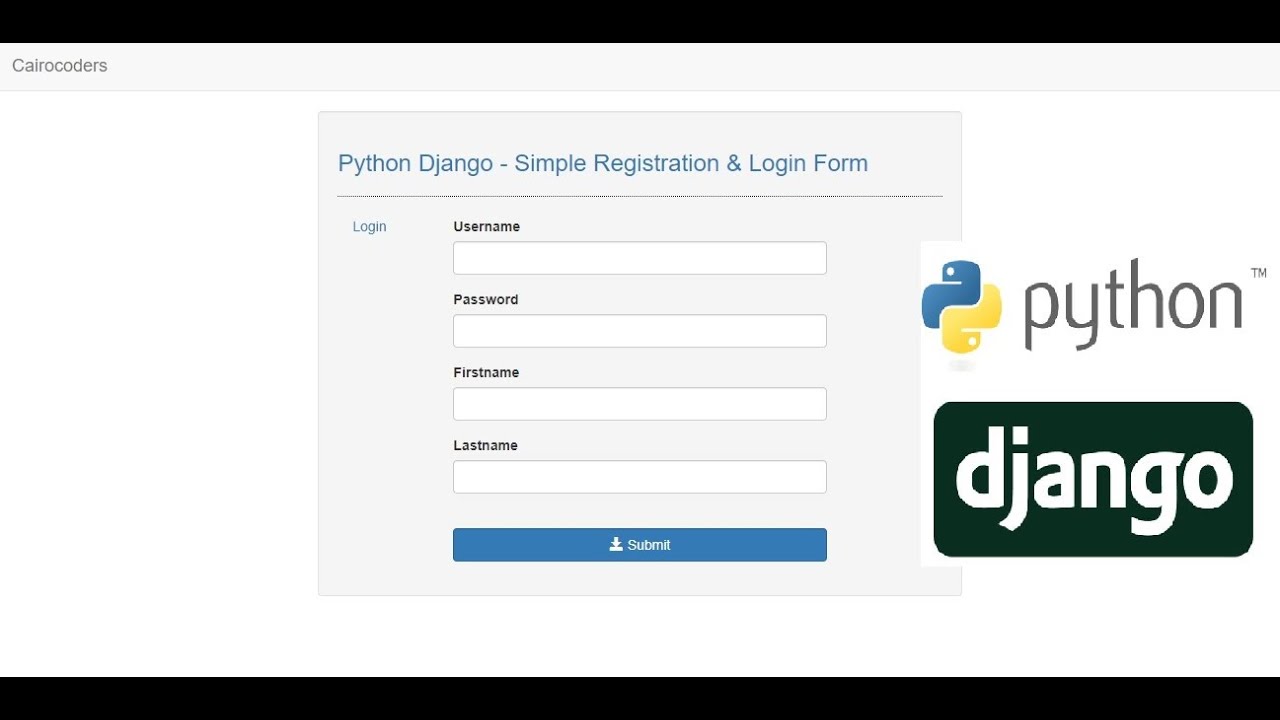 Cairocoders
Python Django - Simple Registration & Login Form
Login
Username
Password
Firstname
Lastname
Submit
python™
django